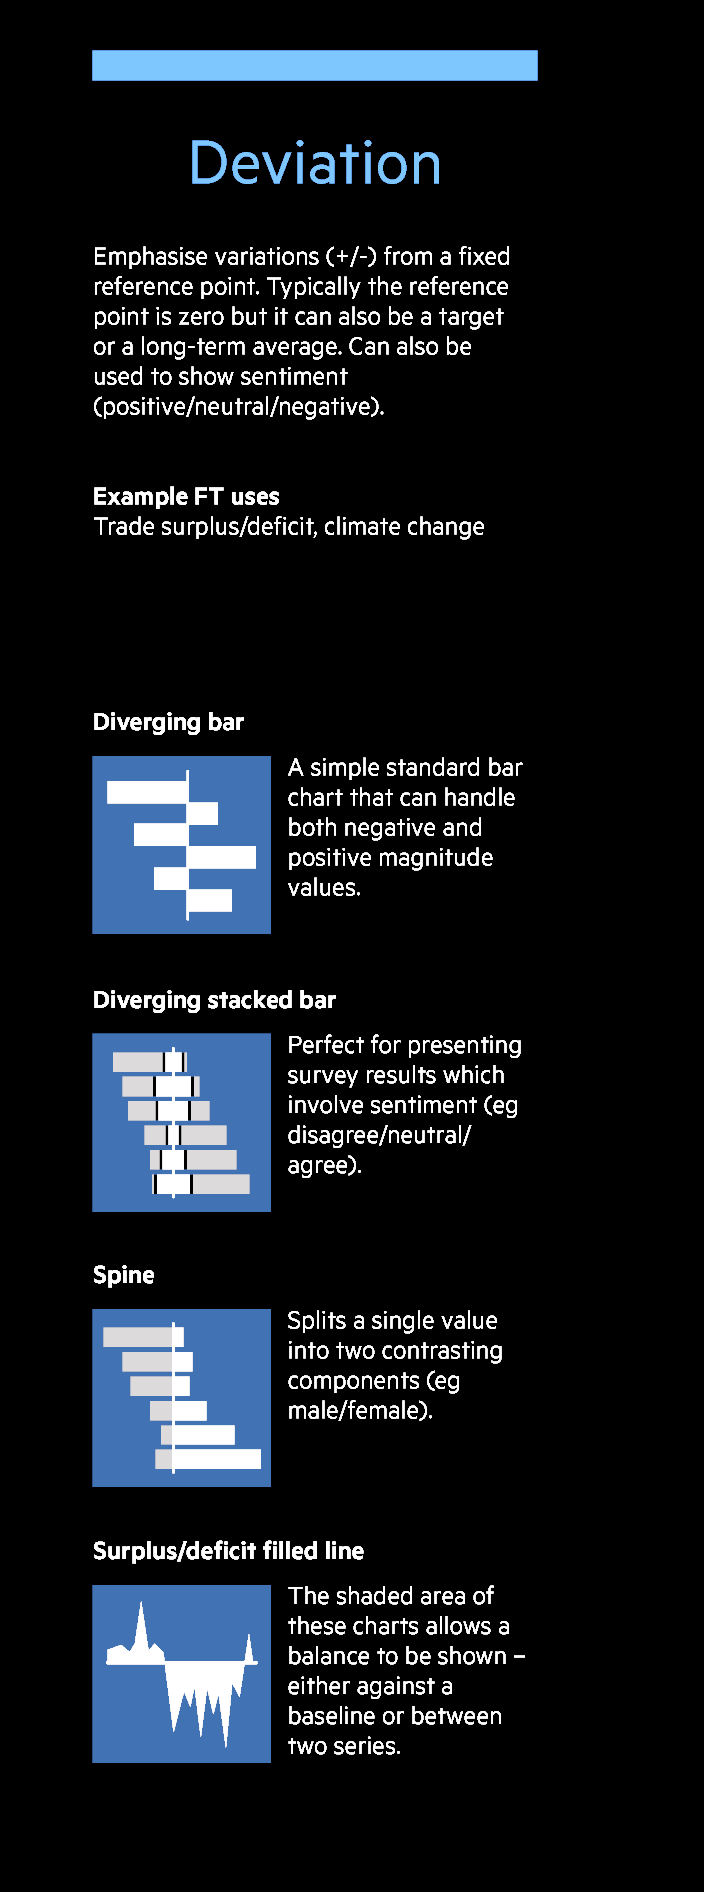 Deviation
Emphasise variations (+/-) from a fixed
reference point. Typically the reference
point is zero but it can also be a target
or a long-term average. Can also be
used to show sentiment
(positive/neutral/negative).
Example FT uses
Trade surplus/deficit, climate change
Diverging bar
A simple standard bar
chart that can handle
both negative and
positive magnitude
values.
Diverging stacked bar
Perfect for presenting
survey results which
involve sentiment (eg
disagree/neutral/
agree).
Spine
Splits a single value
into two contrasting
components (eg
male/female).
Surplus/deficit filled line
The shaded area of
these charts allows a
balance to be shown –
either against a
baseline or between
two series.